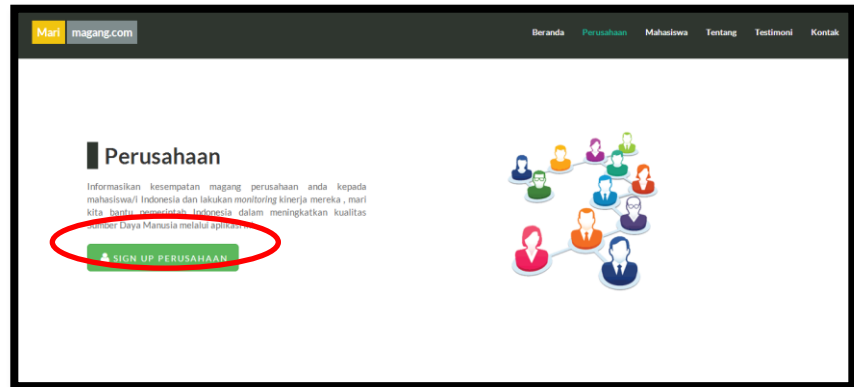 Mari magang.com
Beranda Perusahaan Mahasiswa Tentang Testimoni Kontak
Perusahaan
Informasikan kesempatan magang perusahaan anda kepada
mahasiswa/i Indonesia dan lakukan monitoring kinerja mereka , mari
kita bantu pemerintah Indonesia dalam meningkatkan kualitas
Sumber Daya Manusia melalui aplikasi
SIGN UP PERUSAHAAN